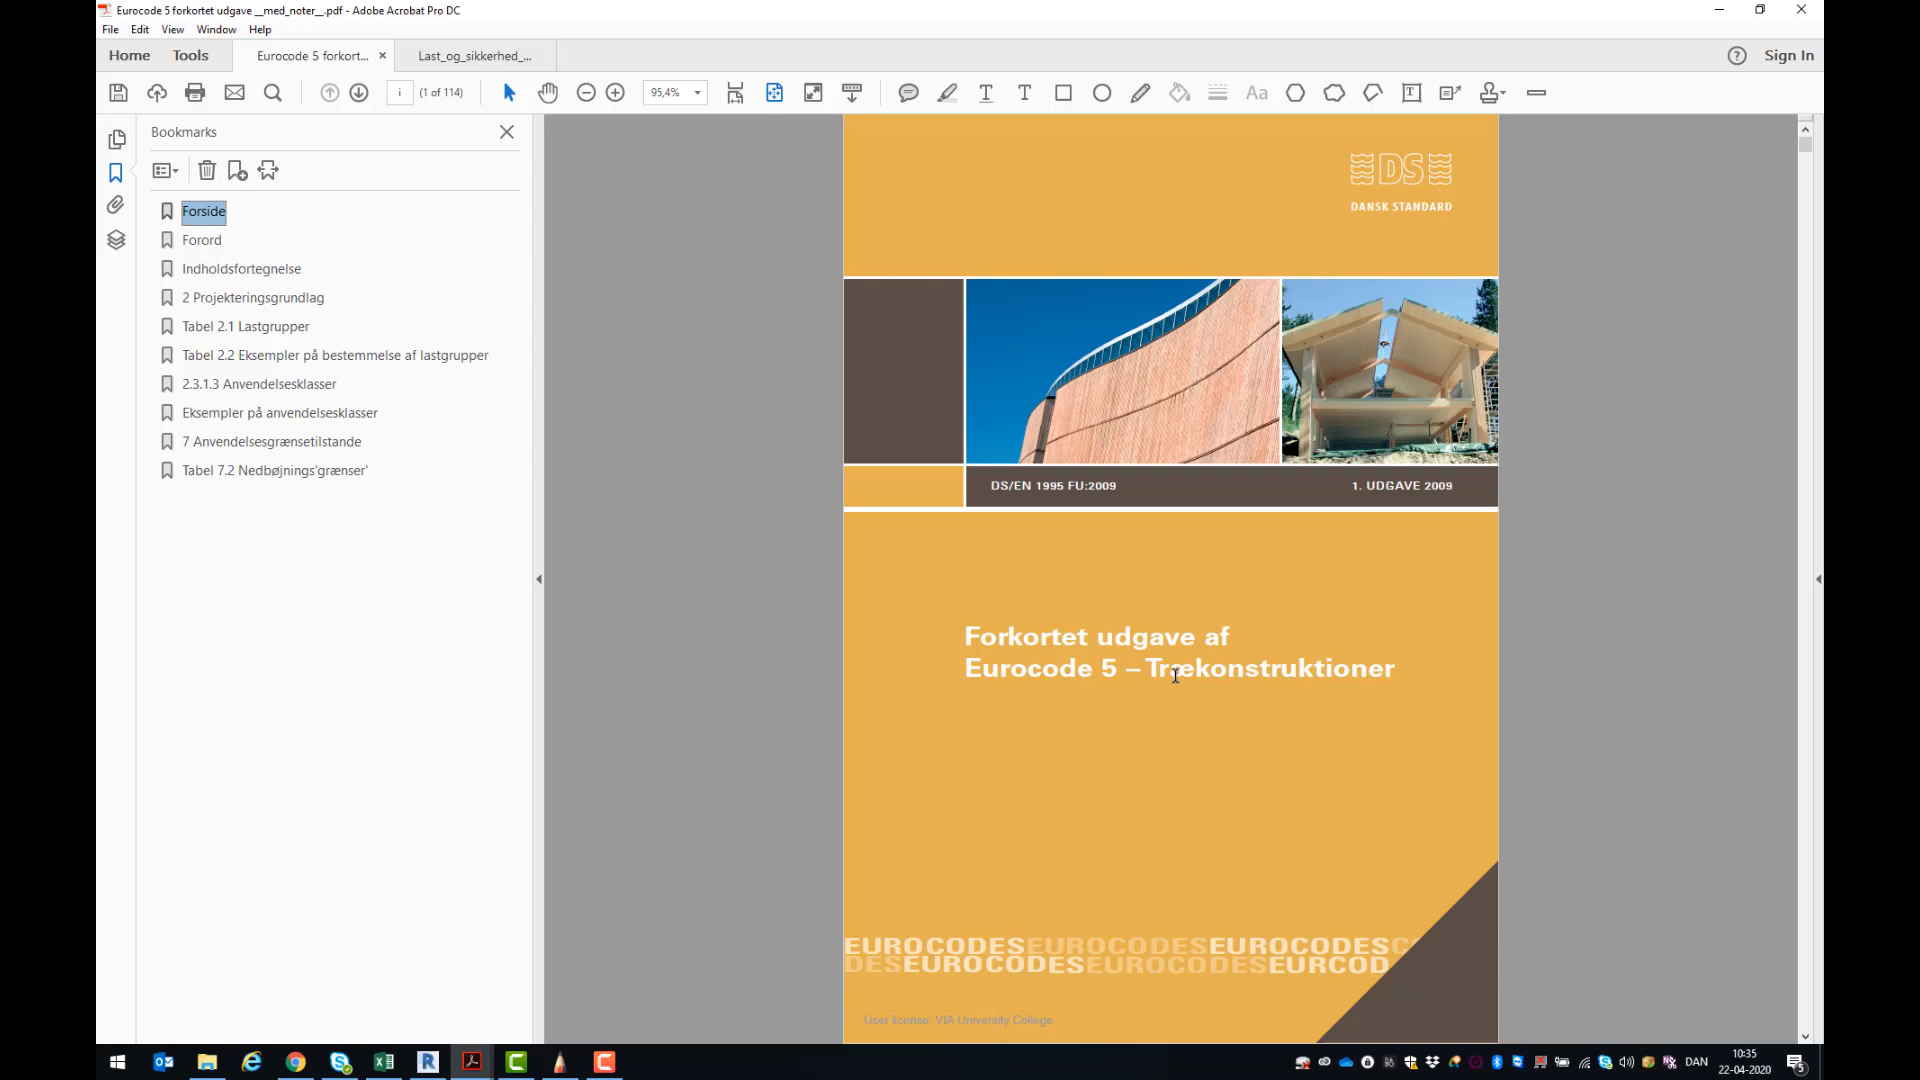 Eurocode 5 forkortet udgave __med_noter__.pdf - Adobe Acrobat Pro DC
File Edit View Window Help
Home Tools Eurocode 5 forkort... Last_og_sikkerhed_... Sign In
i (1 of 114) 95,4%
Bookmarks
Forside
Forord
Indholdsfortegnelse
2 Projekteringsgrundlag
Tabel 2.1 Lastgrupper
Tabel 2.2 Eksempler på bestemmelse af lastgrupper
2.3.1.3 Anvendelsesklasser
Eksempler på anvendelsesklasser
7 Anvendelsesgrænsetilstande
Tabel 7.2 Nedbøjnings'grænser'
DS
DANSK STANDARD
DS/EN 1995 FU:2009 1. UDGAVE 2009
Forkortet udgave af
Eurocode 5 – Trækonstruktioner
EUROCODESEUROCODESEUROCODESC
DESEUROCODESEUROCODESEURCOD
User license: VIA University College
DAN 10:35
22-04-2020